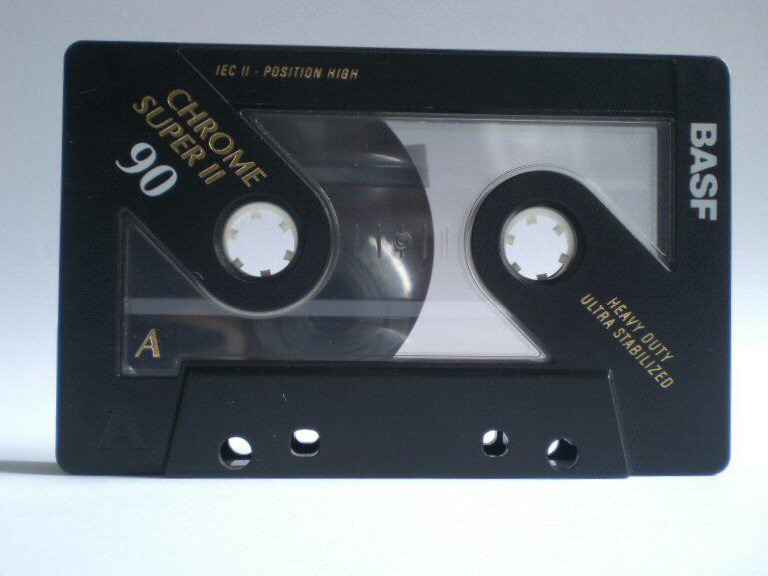 IEC II - POSITION HIGH
CHROME
SUPER II
90
BASF
HEAVY DUTY
ULTRA STABILIZED
A
A